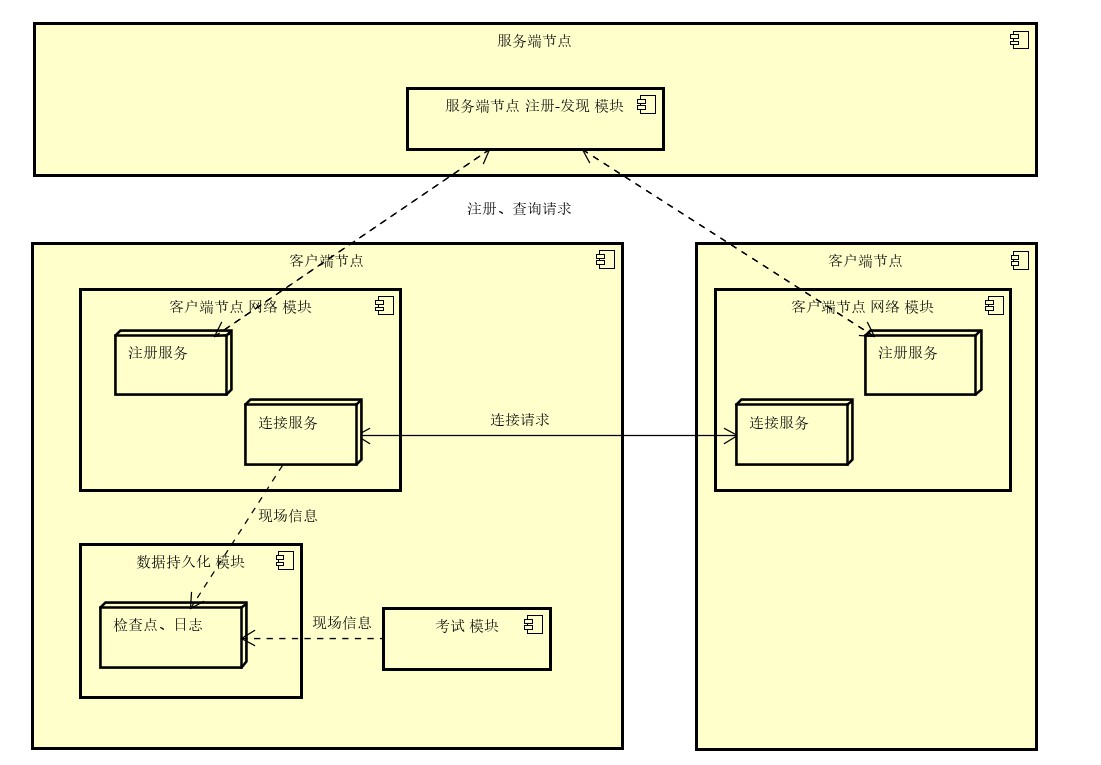 服务端节点
服务端节点 注册-发现 模块
注册、查询请求
客户端节点
客户端节点 网络 模块
注册服务
连接服务
连接请求
现场信息
数据持久化 模块
检查点、日志
现场信息
考试 模块
客户端节点
客户端节点 网络 模块
注册服务
连接服务